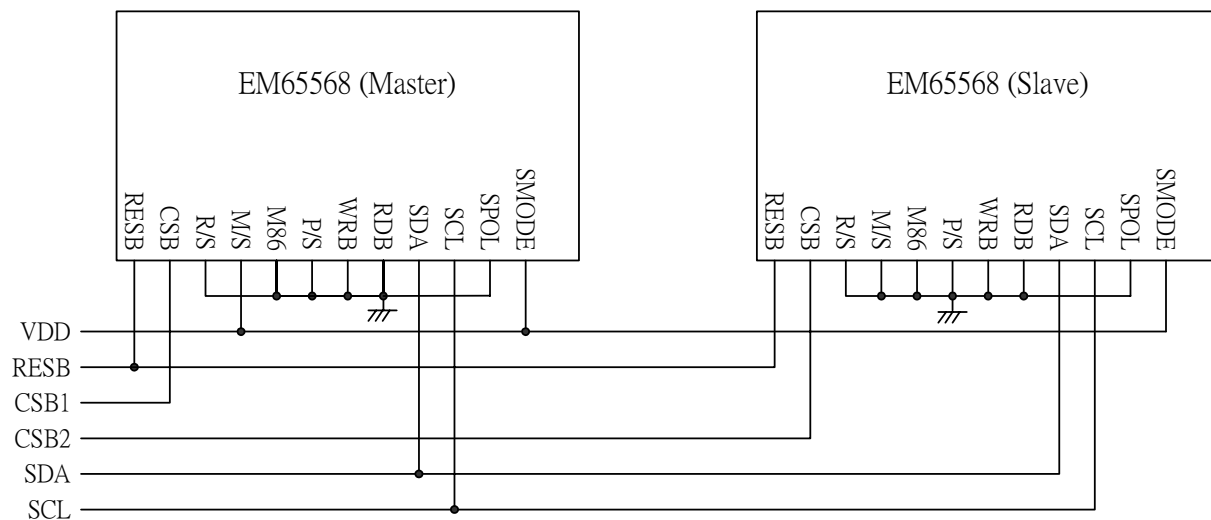 EM65568 (Master)
EM65568 (Slave)
RESB
CSB
R/S
M/S
M86
P/S
WRB
RDB
SDA
SCL
SPOL
SMODE
RESB
CSB
R/S
M/S
M86
P/S
WRB
RDB
SDA
SCL
SPOL
SMODE
VDD
RESB
CSB1
CSB2
SDA
SCL